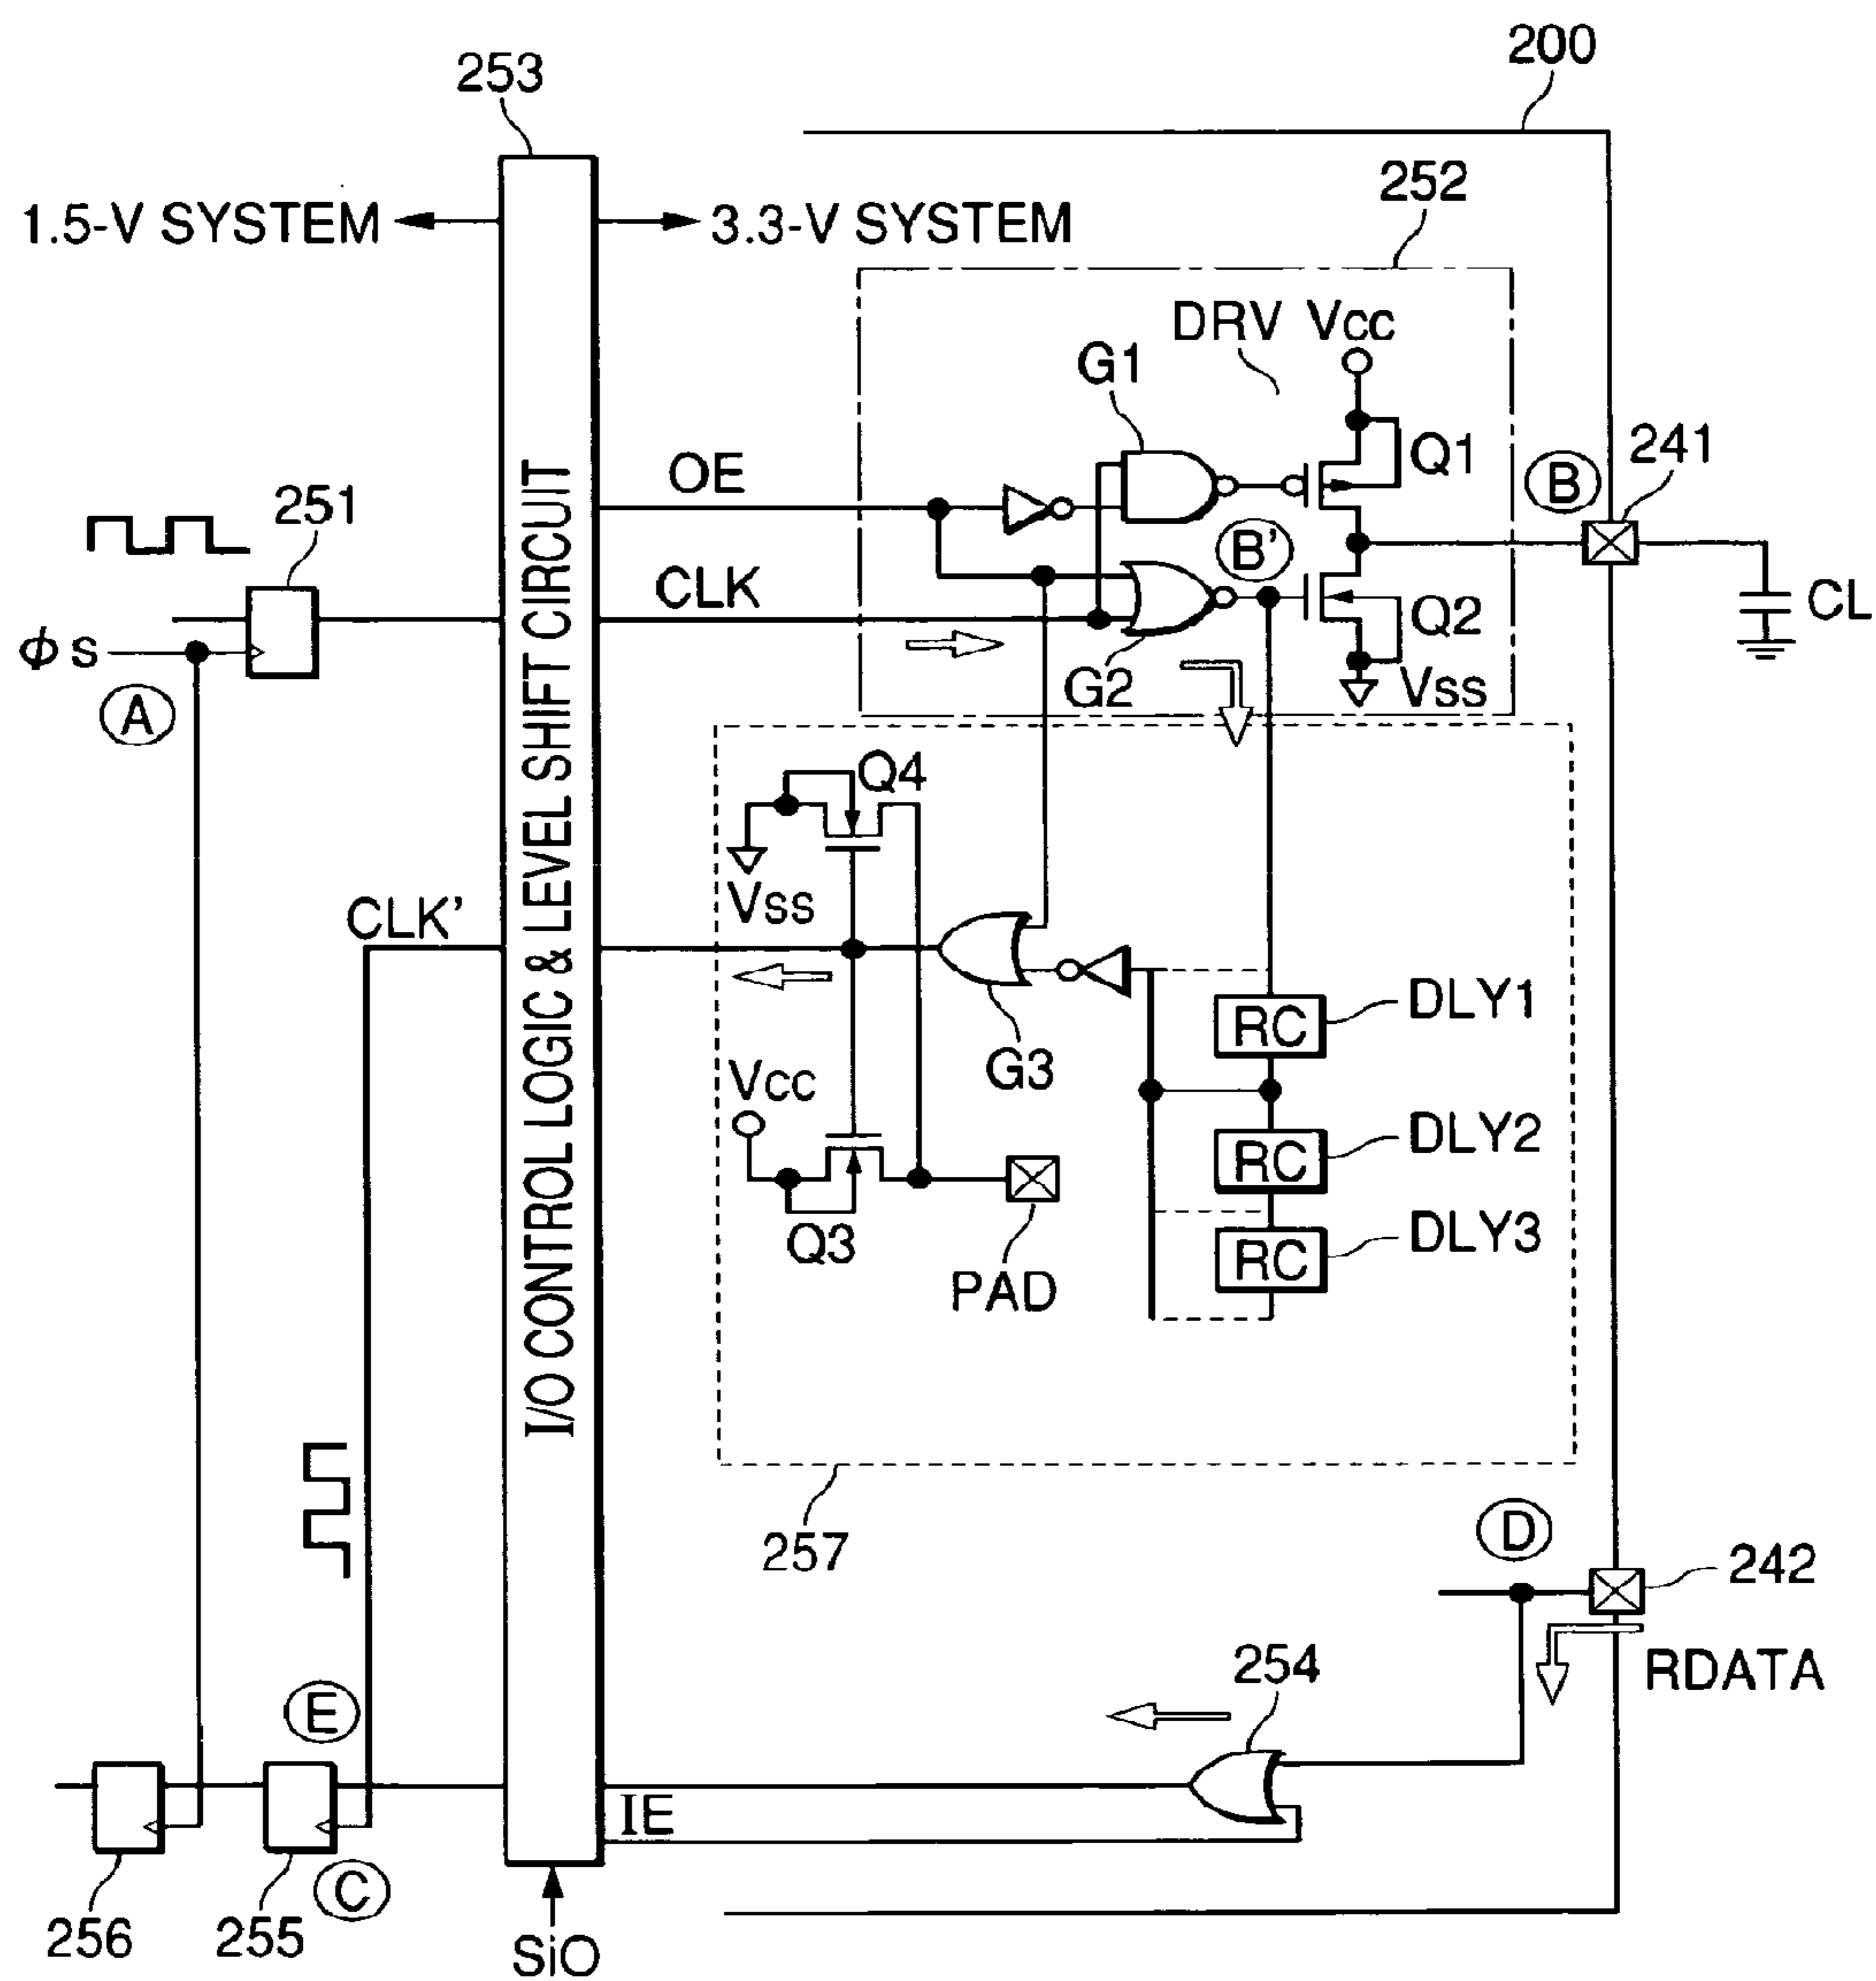 200
253
252
1.5-V SYSTEM
3.3-V SYSTEM
DRV
Vcc
G1
Q1
241
B
OE
251
B'
CLK
Q2
CL
ϕs
A
G2
Vss
I/O CONTROL LOGIC & LEVEL SHIFT CIRCUIT
Q4
Vss
CLK'
RC
DLY1
G3
Vcc
RC
DLY2
RC
DLY3
Q3
PAD
257
D
242
254
RDATA
E
IE
C
256
255
SiO